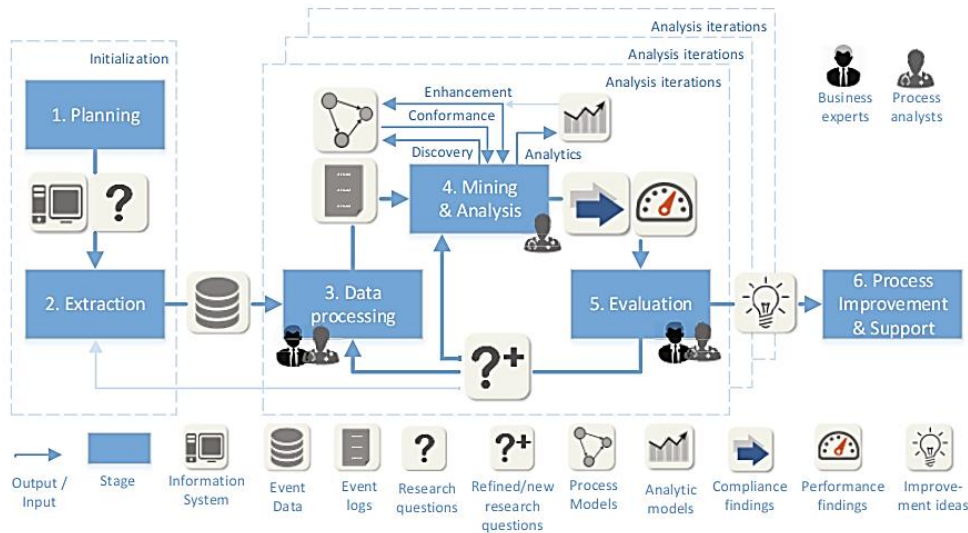 Analysis iterations
Analysis iterations
Initialization
Analysis iterations
Business
experts
Process
analysts
1. Planning
Enhancement
Conformance
Discovery
Analytics
?
4. Mining
& Analysis
2. Extraction
3. Data
processing
5. Evaluation
6. Process
Improvement
& Support
?+
?
?+
Output /
Input
Stage
Information
System
Event
Data
Event
logs
Research
questions
Refined/new
research
questions
Process
Models
Analytic
models
Compliance
findings
Performance
findings
Improve-
ment ideas